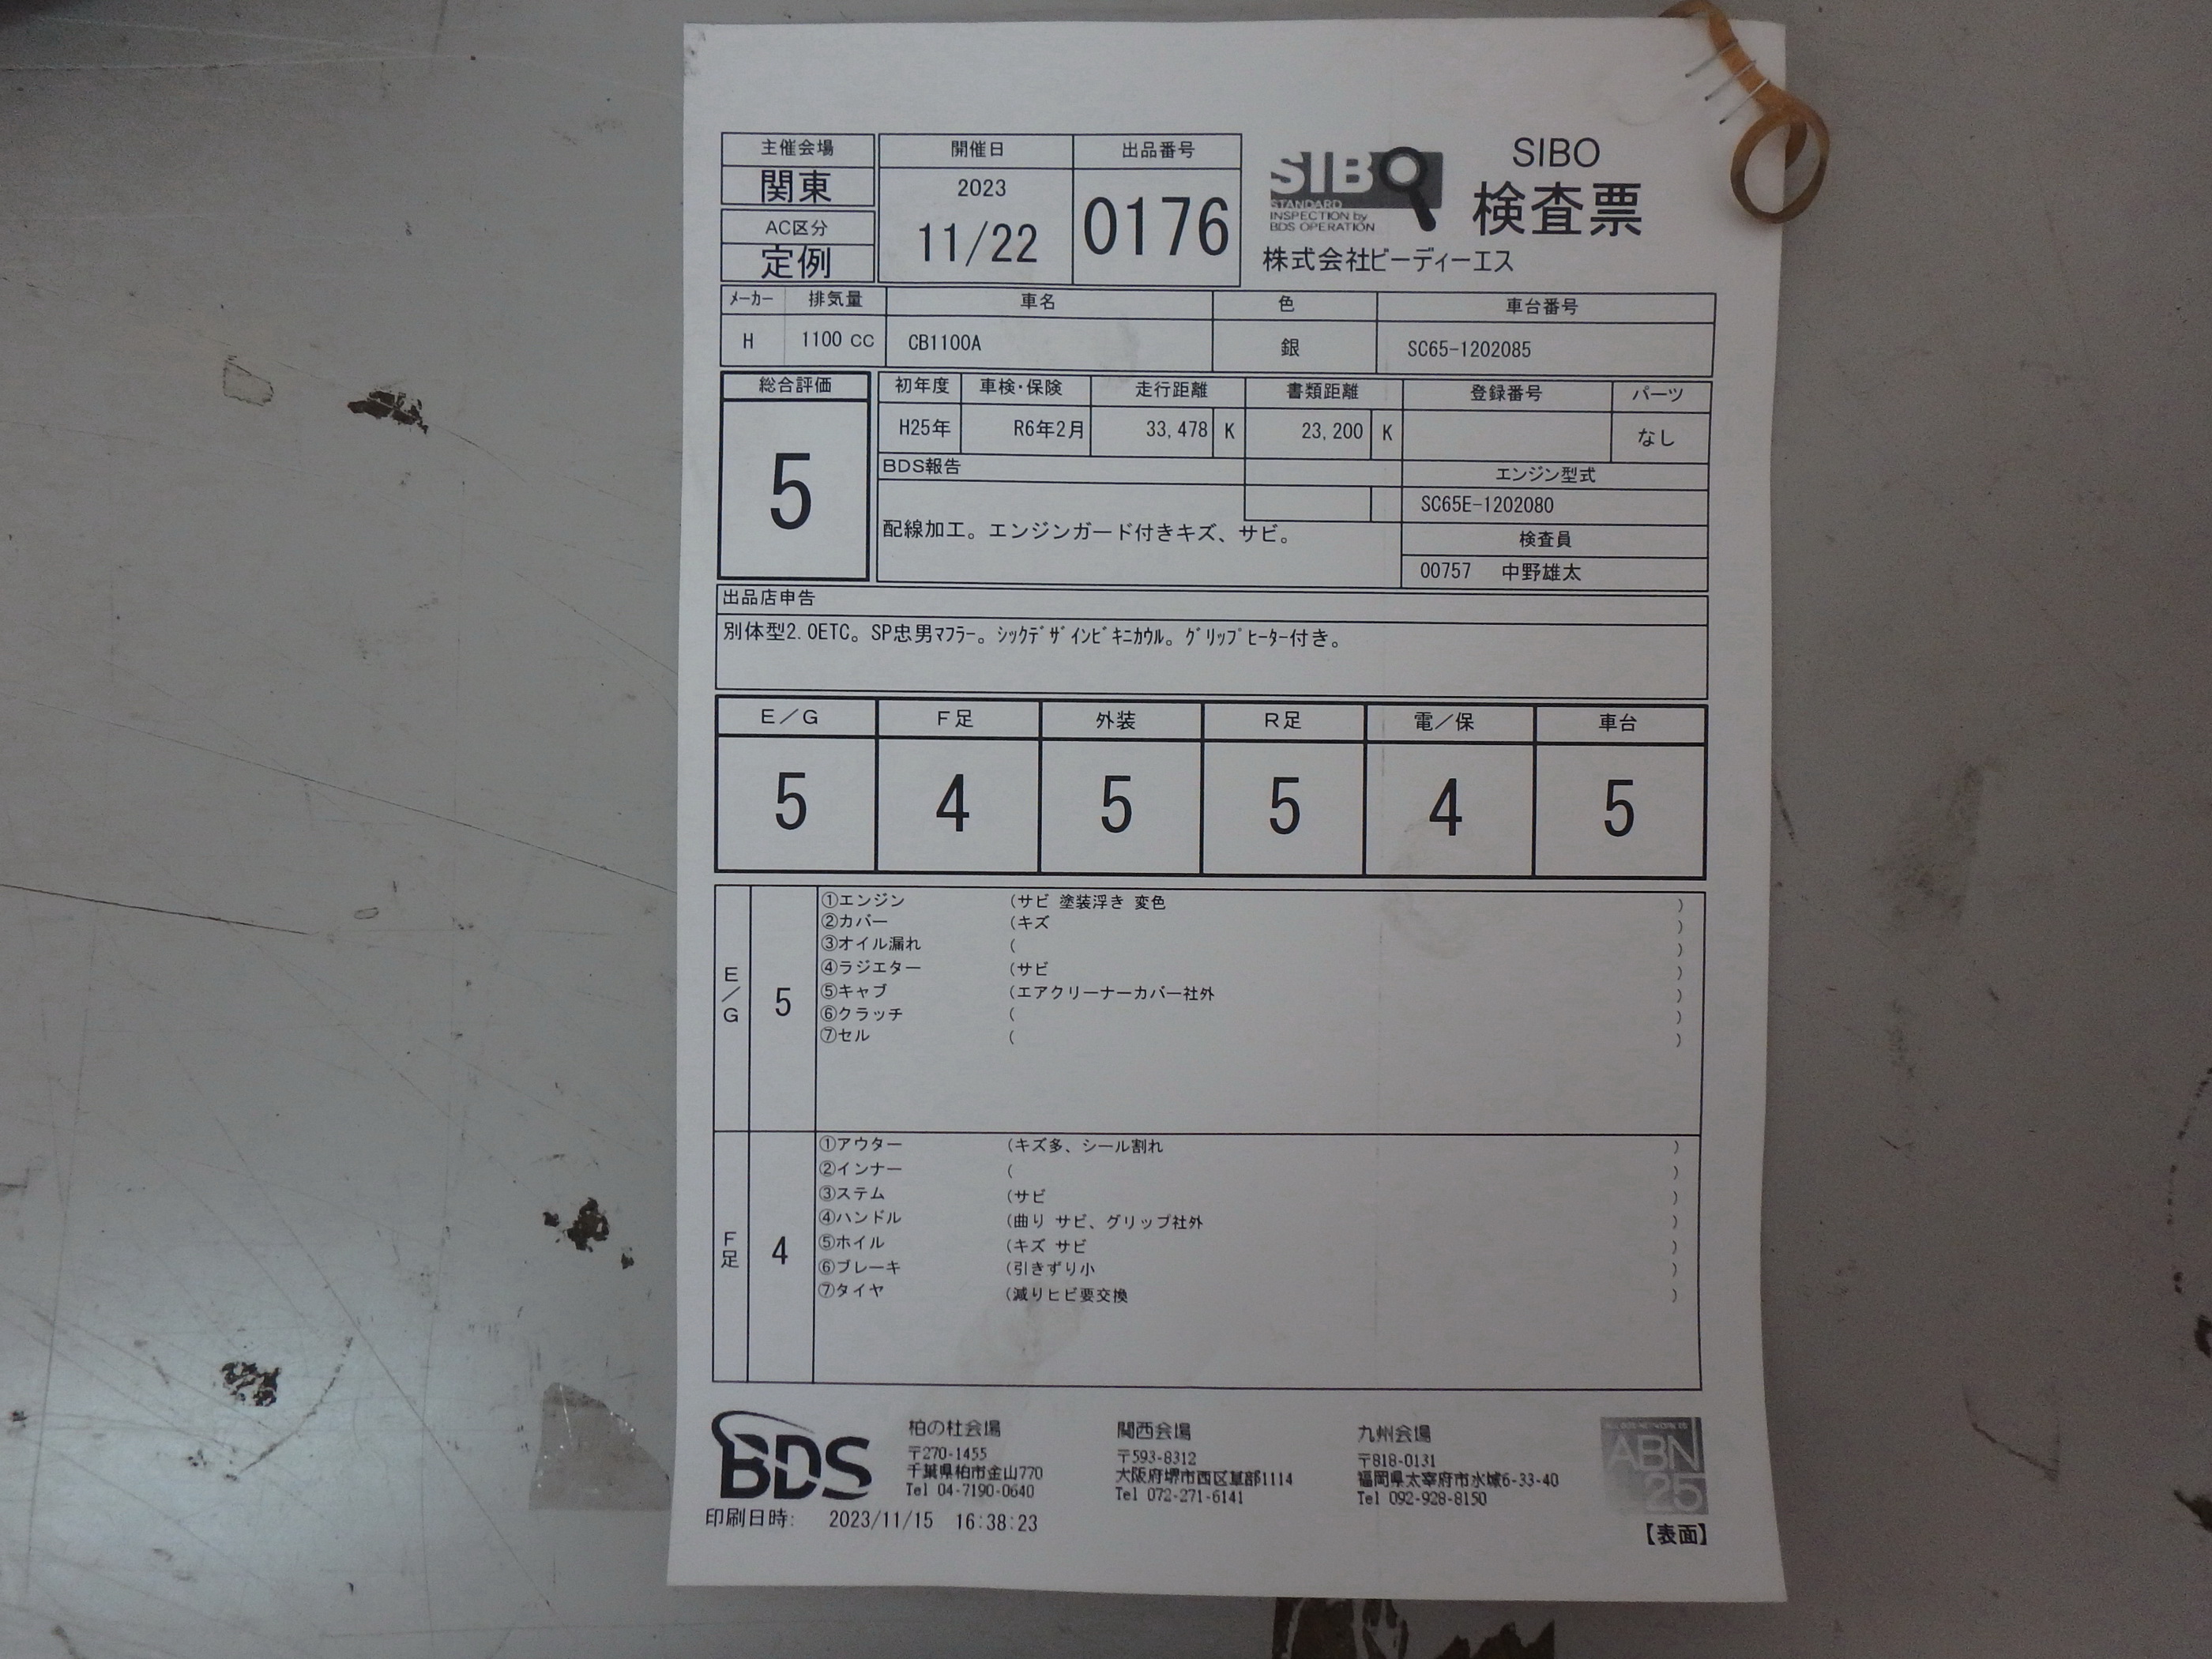 主催会場 開催日 出品番号
関東 2023 11/22 0176
AC区分
定例
SIBO
STANDARD
INSPECTION by
BDS OPERATION
SIBO
検査票
株式会社ビーディーエス
メーカー 排気量 車名 色 車台番号
H 1100 CC CB1100A 銀 SC65-1202085
総合評価 初年度 車検・保険 走行距離 書類距離 登録番号 パーツ
5 H25年 R6年2月 33,478 K 23,200 K なし
BDS報告 エンジン型式
SC65E-1202080
配線加工。エンジンガード付きキズ、サビ。
検査員
00757 中野雄太
出品店申告
別体型2.0ETC。SP忠男ﾏﾌﾗｰ。ｼｯｸﾃﾞｻﾞｲﾝﾋﾞｷﾆｶｳﾙ。ｸﾞﾘｯﾌﾟﾋｰﾀｰ付き。
E/G F足 外装 R足 電/保 車台
5 4 5 5 4 5
E/G 5
①エンジン (サビ 塗装浮き 変色 )
②カバー (キズ )
③オイル漏れ ( )
④ラジエター (サビ )
⑤キャブ (エアクリーナーカバー社外 )
⑥クラッチ ( )
⑦セル ( )
F足 4
①アウター (キズ多、シール割れ )
②インナー ( )
③ステム (サビ )
④ハンドル (曲り サビ、グリップ社外 )
⑤ホイル (キズ サビ )
⑥ブレーキ (引きずり小 )
⑦タイヤ (減りヒビ要交換 )
BDS
柏の杜会場
〒270-1455
千葉県柏市金山770
Tel 04-7190-0640
関西会場
〒593-8312
大阪府堺市西区草部1114
Tel 072-271-6141
九州会場
〒818-0131
福岡県太宰府市水城6-33-40
Tel 092-928-8150
ABN
25
印刷日時: 2023/11/15 16:38:23
【表面】